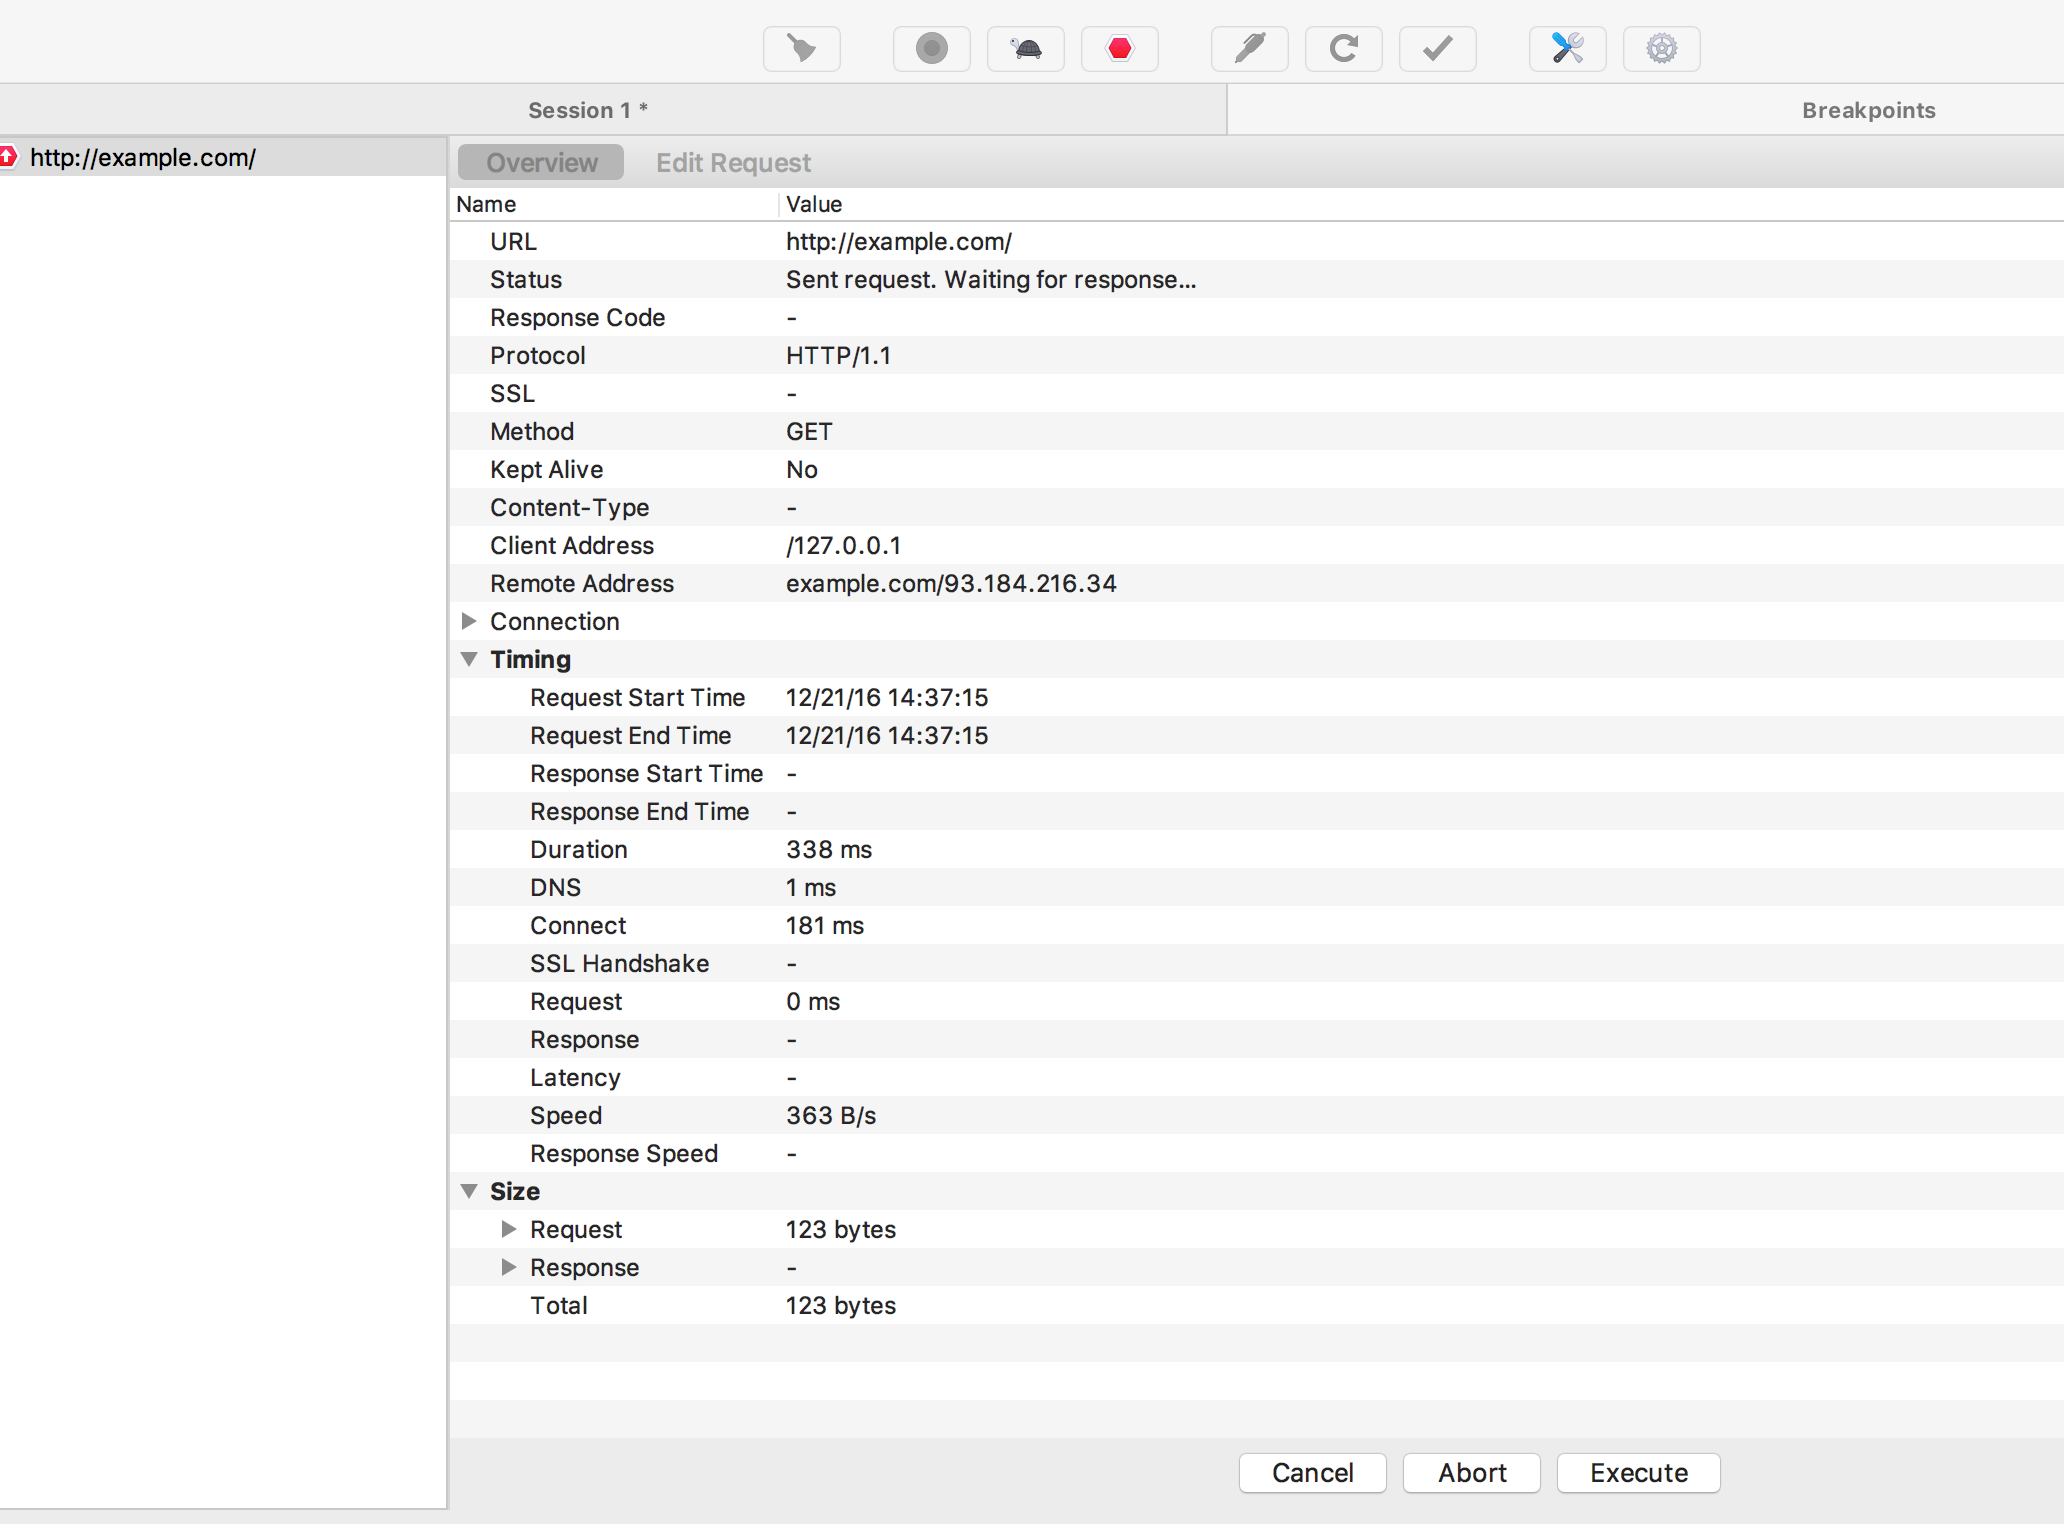 Session 1 *
Breakpoints
http://example.com/
Overview Edit Request
Name Value
URL http://example.com/
Status Sent request. Waiting for response...
Response Code -
Protocol HTTP/1.1
SSL -
Method GET
Kept Alive No
Content-Type -
Client Address /127.0.0.1
Remote Address example.com/93.184.216.34
Connection
Timing
Request Start Time 12/21/16 14:37:15
Request End Time 12/21/16 14:37:15
Response Start Time -
Response End Time -
Duration 338 ms
DNS 1 ms
Connect 181 ms
SSL Handshake -
Request 0 ms
Response -
Latency -
Speed 363 B/s
Response Speed -
Size
Request 123 bytes
Response -
Total 123 bytes
Cancel Abort Execute